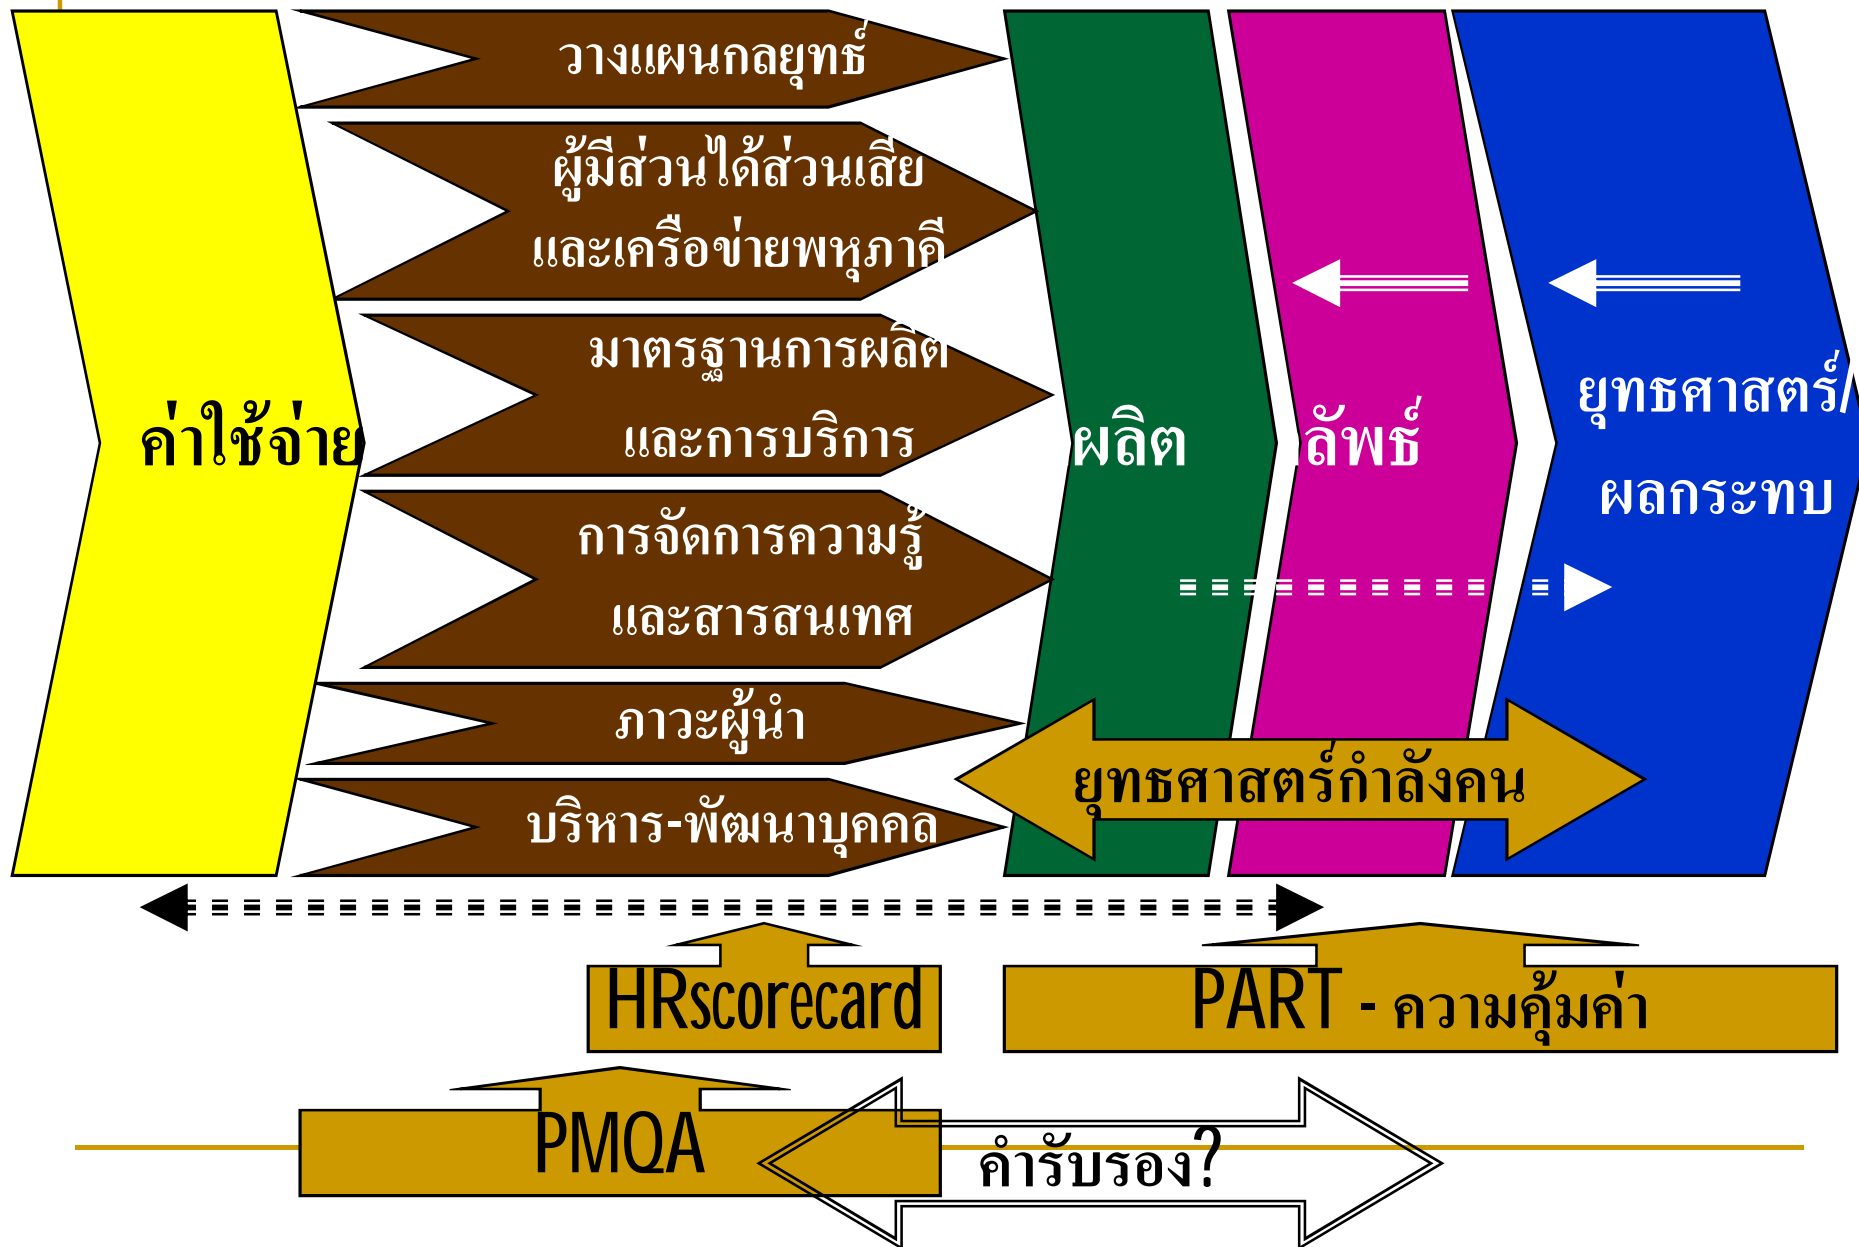 วางแผนกลยุทธ์
ผู้มีส่วนได้ส่วนเสีย
และเครือข่ายพหุภาคี
มาตรฐานการผลิต
และการบริการ
การจัดการความรู้
และสารสนเทศ
ภาวะผู้นำ
บริหาร-พัฒนาบุคคล
ค่าใช้จ่าย
ผลิต
ลัพธ์
ยุทธศาสตร์/
ผลกระทบ
ยุทธศาสตร์กำลังคน
HRscorecard
PART - ความคุ้มค่า
PMQA
คำรับรอง?